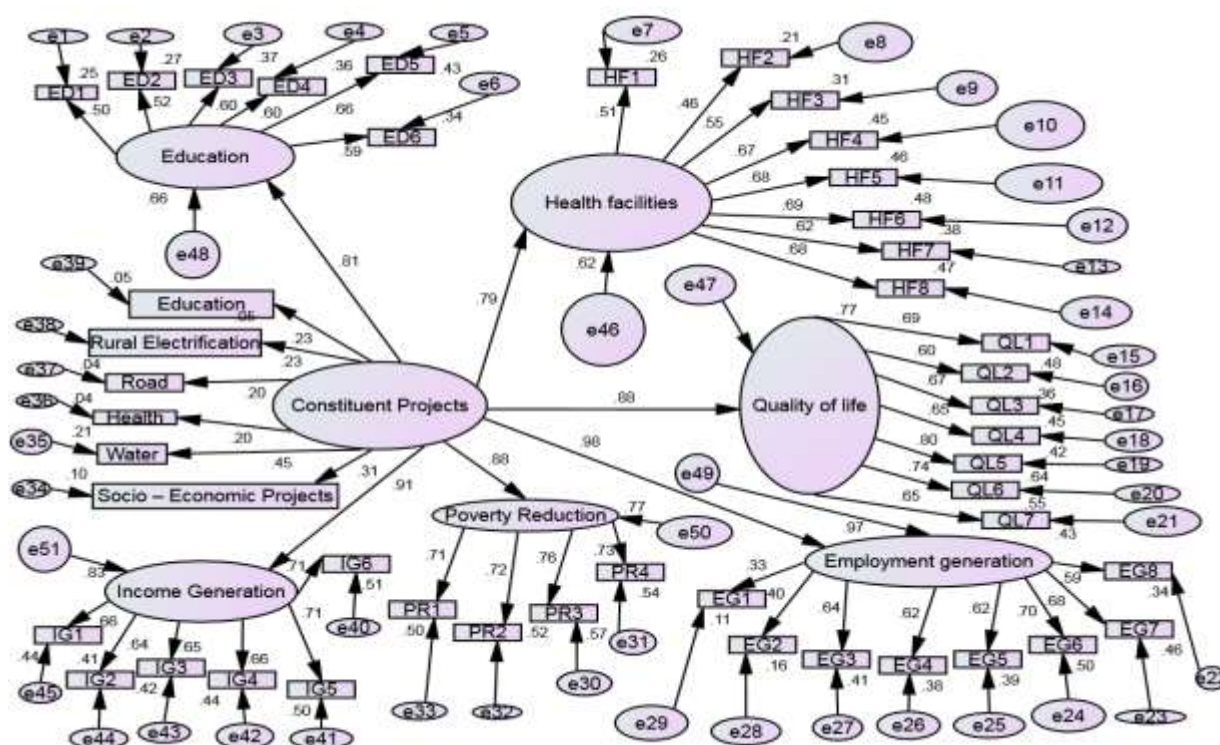 e1
e2
e3
e4
e5
e6
.25
.27
.37
.36
.43
.34
ED1
ED2
ED3
ED4
ED5
ED6
.50
.52
.60
.60
.66
.59
Education
.66
e48
.81
e7
e8
e9
e10
e11
e12
e13
e14
.26
.21
.31
.45
.46
.48
.38
.47
HF1
HF2
HF3
HF4
HF5
HF6
HF7
HF8
.51
.46
.55
.67
.68
.69
.62
.68
Health facilities
.62
e46
.79
e39
.05
Education
.05
e38
Rural Electrification
.23
.23
e37
.04
Road
.20
e36
.04
Health
.20
e35
.21
Water
.45
e34
.10
Socio – Economic Projects
.31
Constituent Projects
.88
.98
.88
.91
e47
.77
Quality of life
.69
.60
.67
.65
.80
.74
.65
QL1
QL2
QL3
QL4
QL5
QL6
QL7
.48
.36
.45
.42
.64
.55
.43
e15
e16
e17
e18
e19
e20
e21
e49
.97
Employment generation
.33
.40
.64
.62
.62
.70
.68
.59
EG1
EG2
EG3
EG4
EG5
EG6
EG7
EG8
.11
.16
.41
.38
.39
.50
.46
.34
e29
e28
e27
e26
e25
e24
e23
e22
Poverty Reduction
.77
e50
.71
.72
.76
.73
PR1
PR2
PR3
PR4
.50
.52
.57
.54
e33
e32
e30
e31
e51
.83
Income Generation
.66
.64
.65
.66
.71
.71
IG1
IG2
IG3
IG4
IG5
IG6
.44
.41
.42
.44
.50
.51
e45
e44
e43
e42
e41
e40